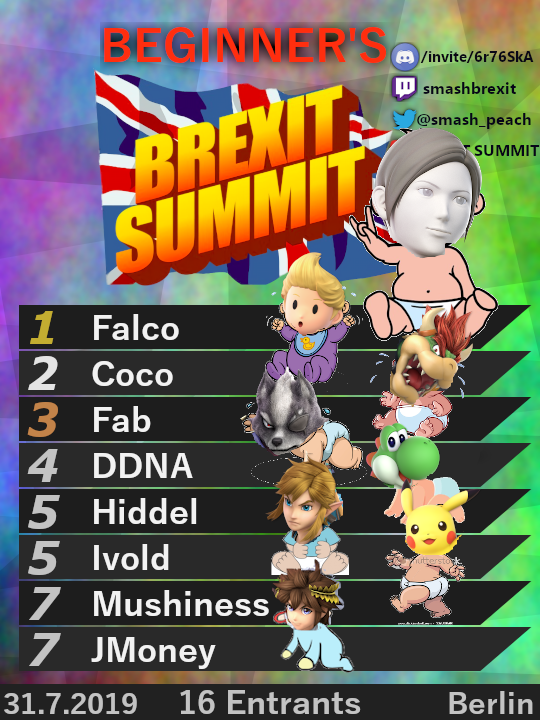 BEGINNER'S
/invite/6r76SkA
smashbrexit
@smash_peach
T SUMMIT
BREXIT
SUMMIT
1 Falco
2 Coco
3 Fab
4 DDNA
5 Hiddel
5 Ivold
7 Mushiness
7 JMoney
31.7.2019 16 Entrants Berlin